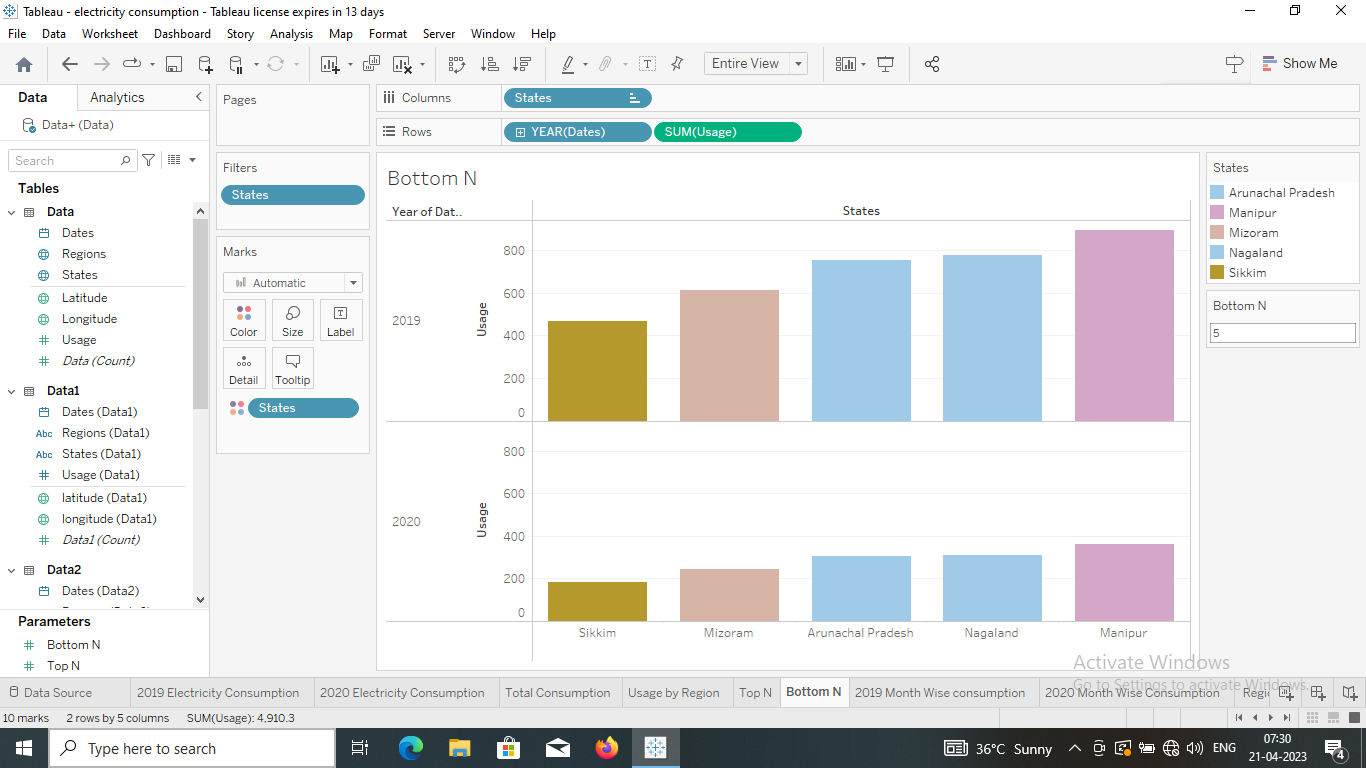 Tableau - electricity consumption - Tableau license expires in 13 days
File Data Worksheet Dashboard Story Analysis Map Format Server Window Help
Entire View
Show Me
Data Analytics
Data+ (Data)
Search
Tables
Data
Dates
Regions
States
Latitude
Longitude
Usage
Data (Count)
Data1
Dates (Data1)
Abc Regions (Data1)
Abc States (Data1)
Usage (Data1)
latitude (Data1)
longitude (Data1)
Data1 (Count)
Data2
Dates (Data2)
Parameters
Bottom N
Top N
Pages
Filters
States
Marks
Automatic
Color Size Label
Detail Tooltip
States
Columns States
Rows YEAR(Dates) SUM(Usage)
Bottom N
Year of Dat.. States
2019
Usage
800
600
400
200
0
2020
Usage
800
600
400
200
0
Sikkim Mizoram Arunachal Pradesh Nagaland Manipur
States
Arunachal Pradesh
Manipur
Mizoram
Nagaland
Sikkim
Bottom N
5
Activate Windows
Go to Settings to activate Windows.
Data Source 2019 Electricity Consumption 2020 Electricity Consumption Total Consumption Usage by Region Top N Bottom N 2019 Month Wise consumption 2020 Month Wise Consumption
10 marks 2 rows by 5 columns SUM(Usage): 4,910.3
Type here to search
36°C Sunny ENG 07:30
21-04-2023
4